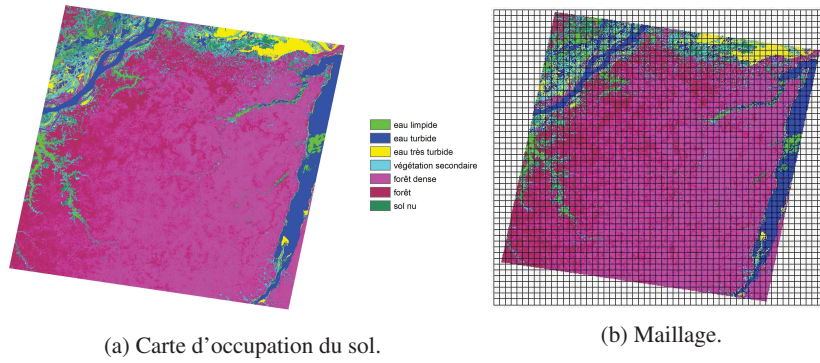 eau limpide
eau turbide
eau très turbide
végétation secondaire
forêt dense
forêt
sol nu
(a) Carte d'occupation du sol.
(b) Maillage.